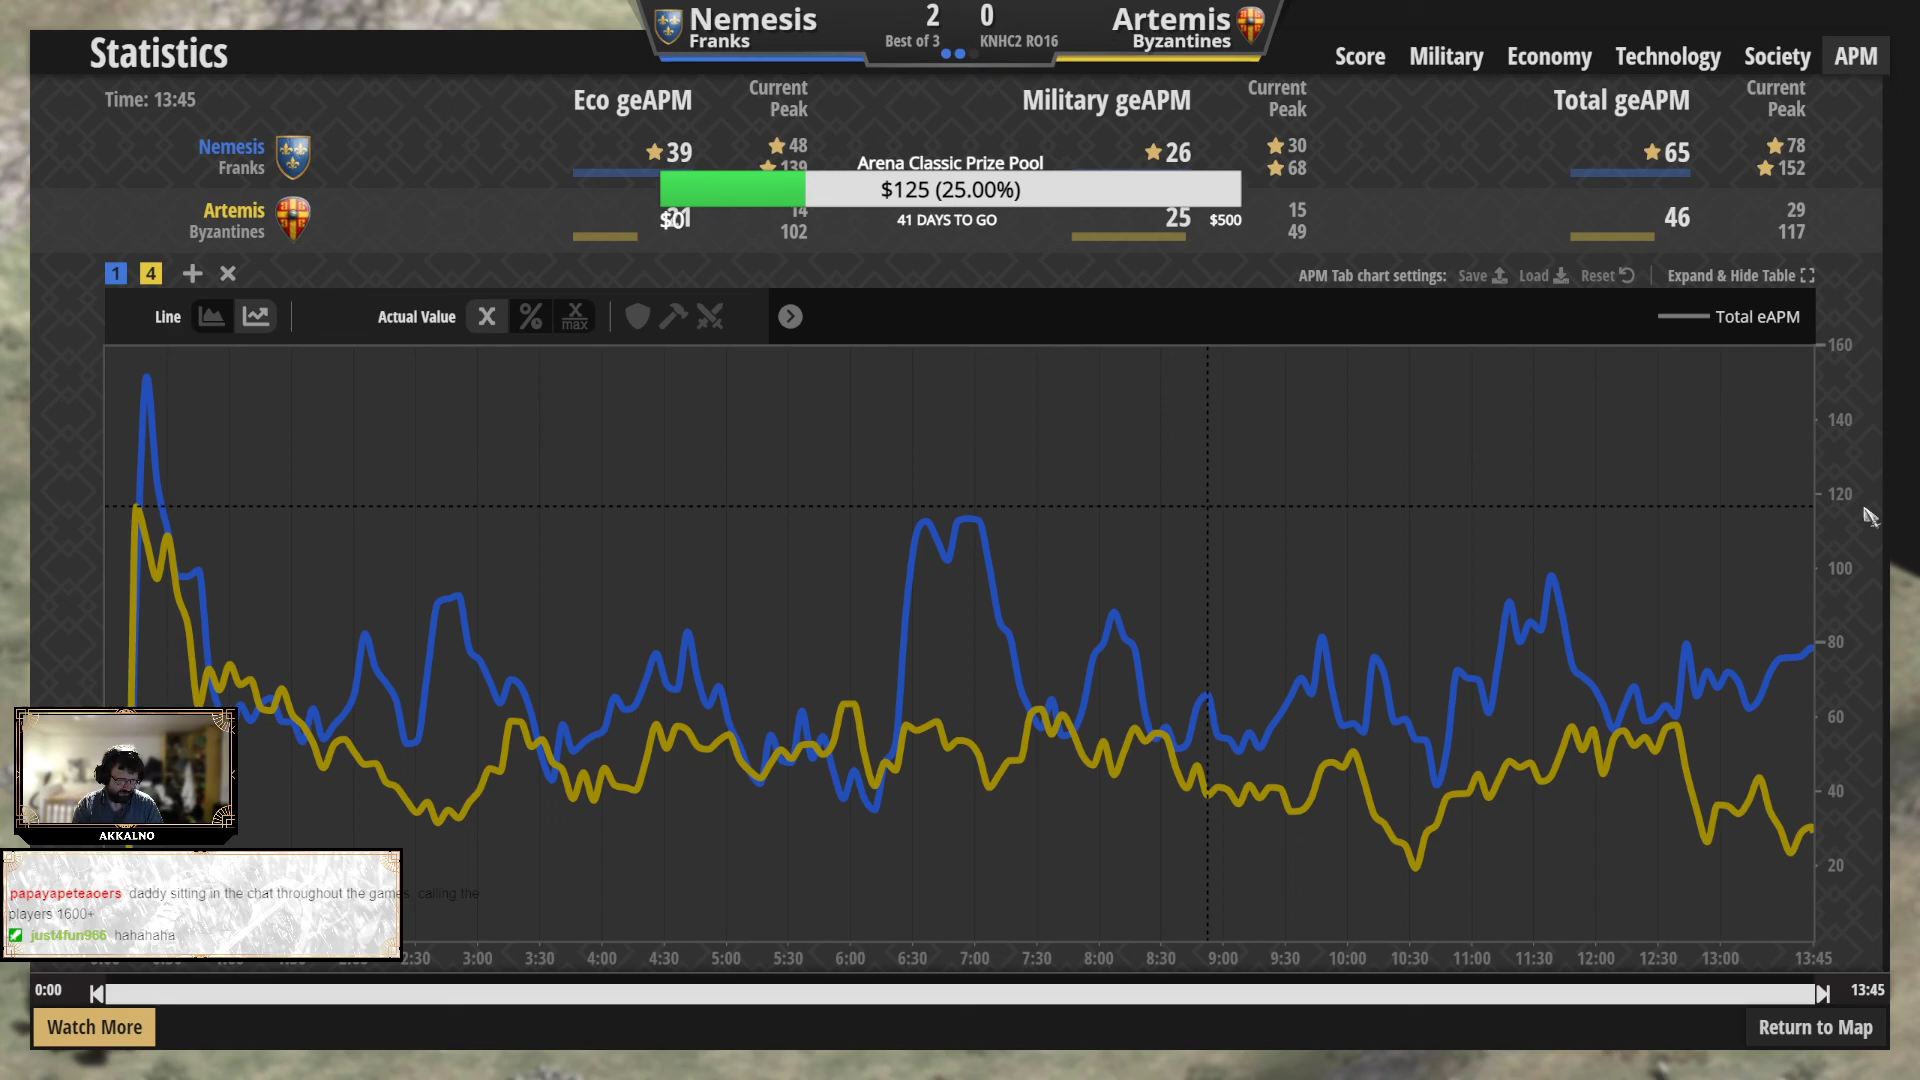 Nemesis
Franks
2 0
Best of 3
KNHC2 RO16
Artemis
Byzantines
Statistics
Score Military Economy Technology Society APM
Time: 13:45
Eco geAPM
Current
Peak
Military geAPM
Current
Peak
Total geAPM
Current
Peak
Nemesis
Franks
39
48
139
26
30
68
65
78
152
Arena Classic Prize Pool
$125 (25.00%)
$0
41 DAYS TO GO
$500
Artemis
Byzantines
21
14
102
25
15
49
46
29
117
1 4
APM Tab chart settings: Save Load Reset
Expand & Hide Table
Line
Actual Value
X % X max
Total eAPM
160
140
120
100
80
60
40
20
AKKALNO
papayapeteaoers daddy sitting in the chat throughout the games calling the
players 1600+
just4fun966 hahahaha
2:30 3:00 3:30 4:00 4:30 5:00 5:30 6:00 6:30 7:00 7:30 8:00 8:30 9:00 9:30 10:00 10:30 11:00 11:30 12:00 12:30 13:00 13:45
0:00
13:45
Watch More
Return to Map